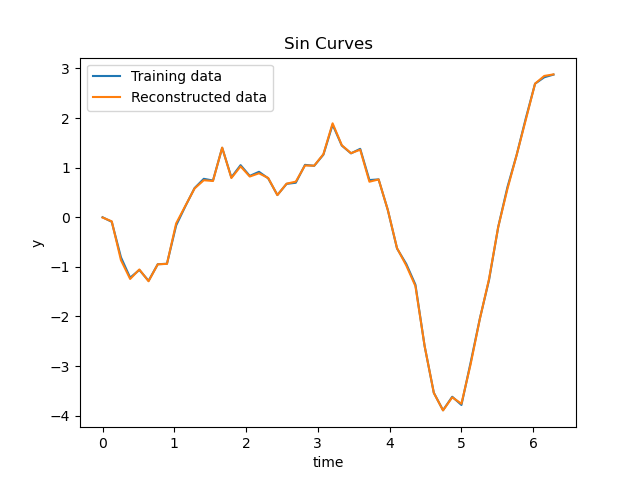 Sin Curves
Training data
Reconstructed data
3
2
1
0
−1
−2
−3
−4
y
0 1 2 3 4 5 6
time